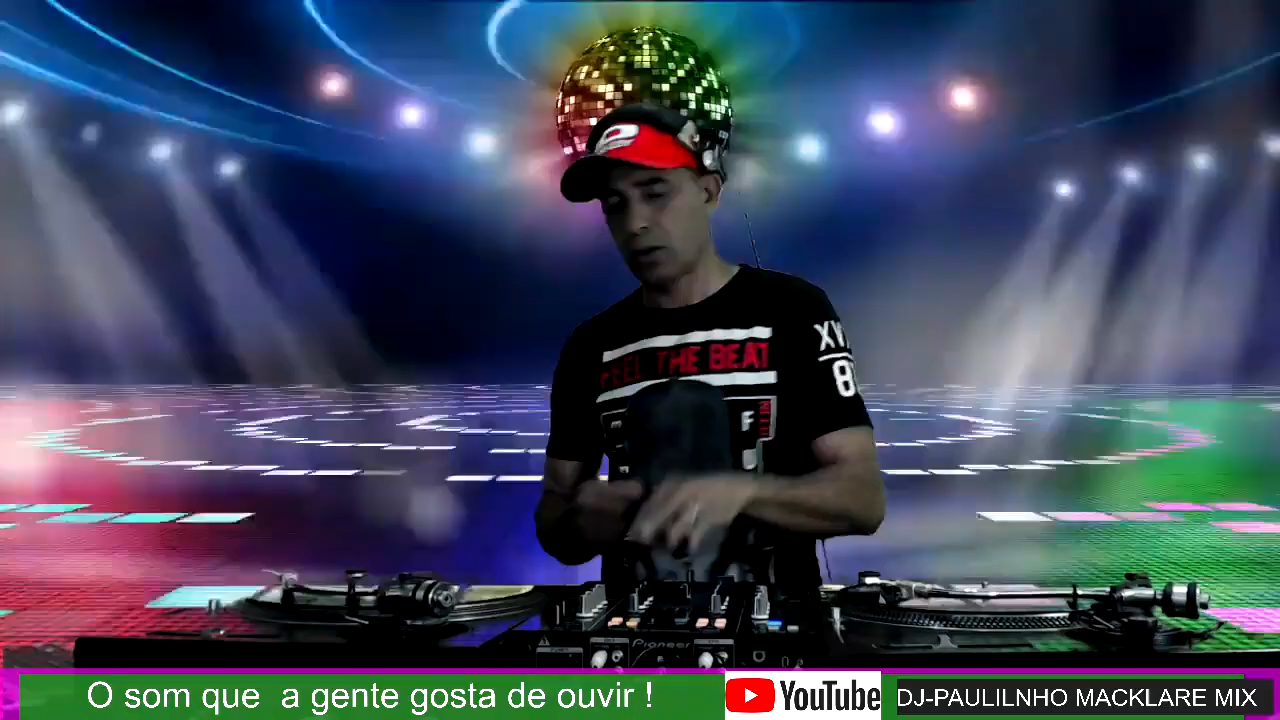 FEEL THE BEAT
XV
8
F
Pioneer
O som que a gente gosta de ouvir !
YouTube
DJ-PAULILNHO MACKLARE MIX